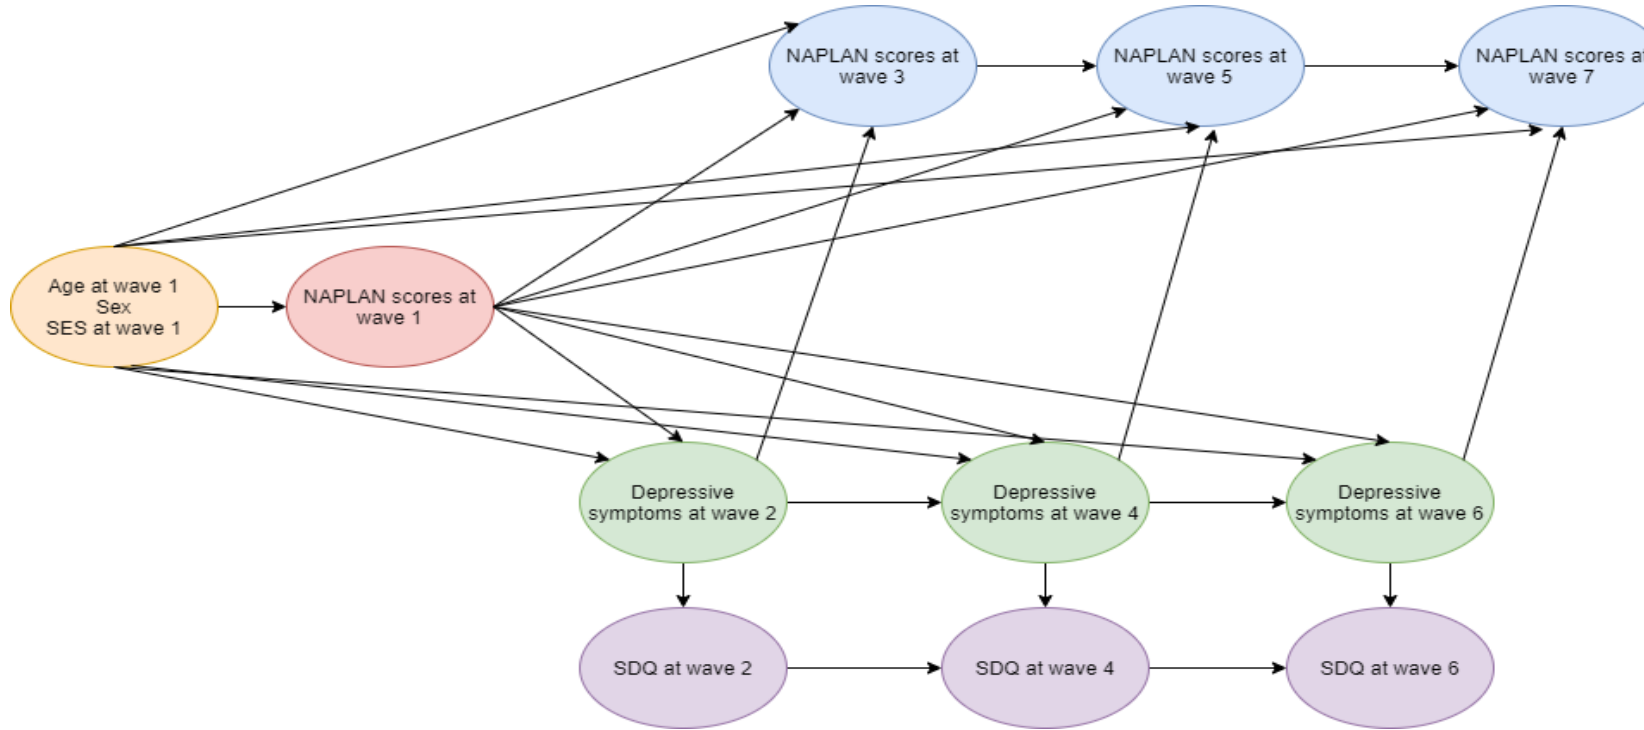 NAPLAN scores at
wave 3
NAPLAN scores at
wave 5
NAPLAN scores at
wave 7
Age at wave 1
Sex
SES at wave 1
NAPLAN scores at
wave 1
Depressive
symptoms at wave 2
Depressive
symptoms at wave 4
Depressive
symptoms at wave 6
SDQ at wave 2
SDQ at wave 4
SDQ at wave 6